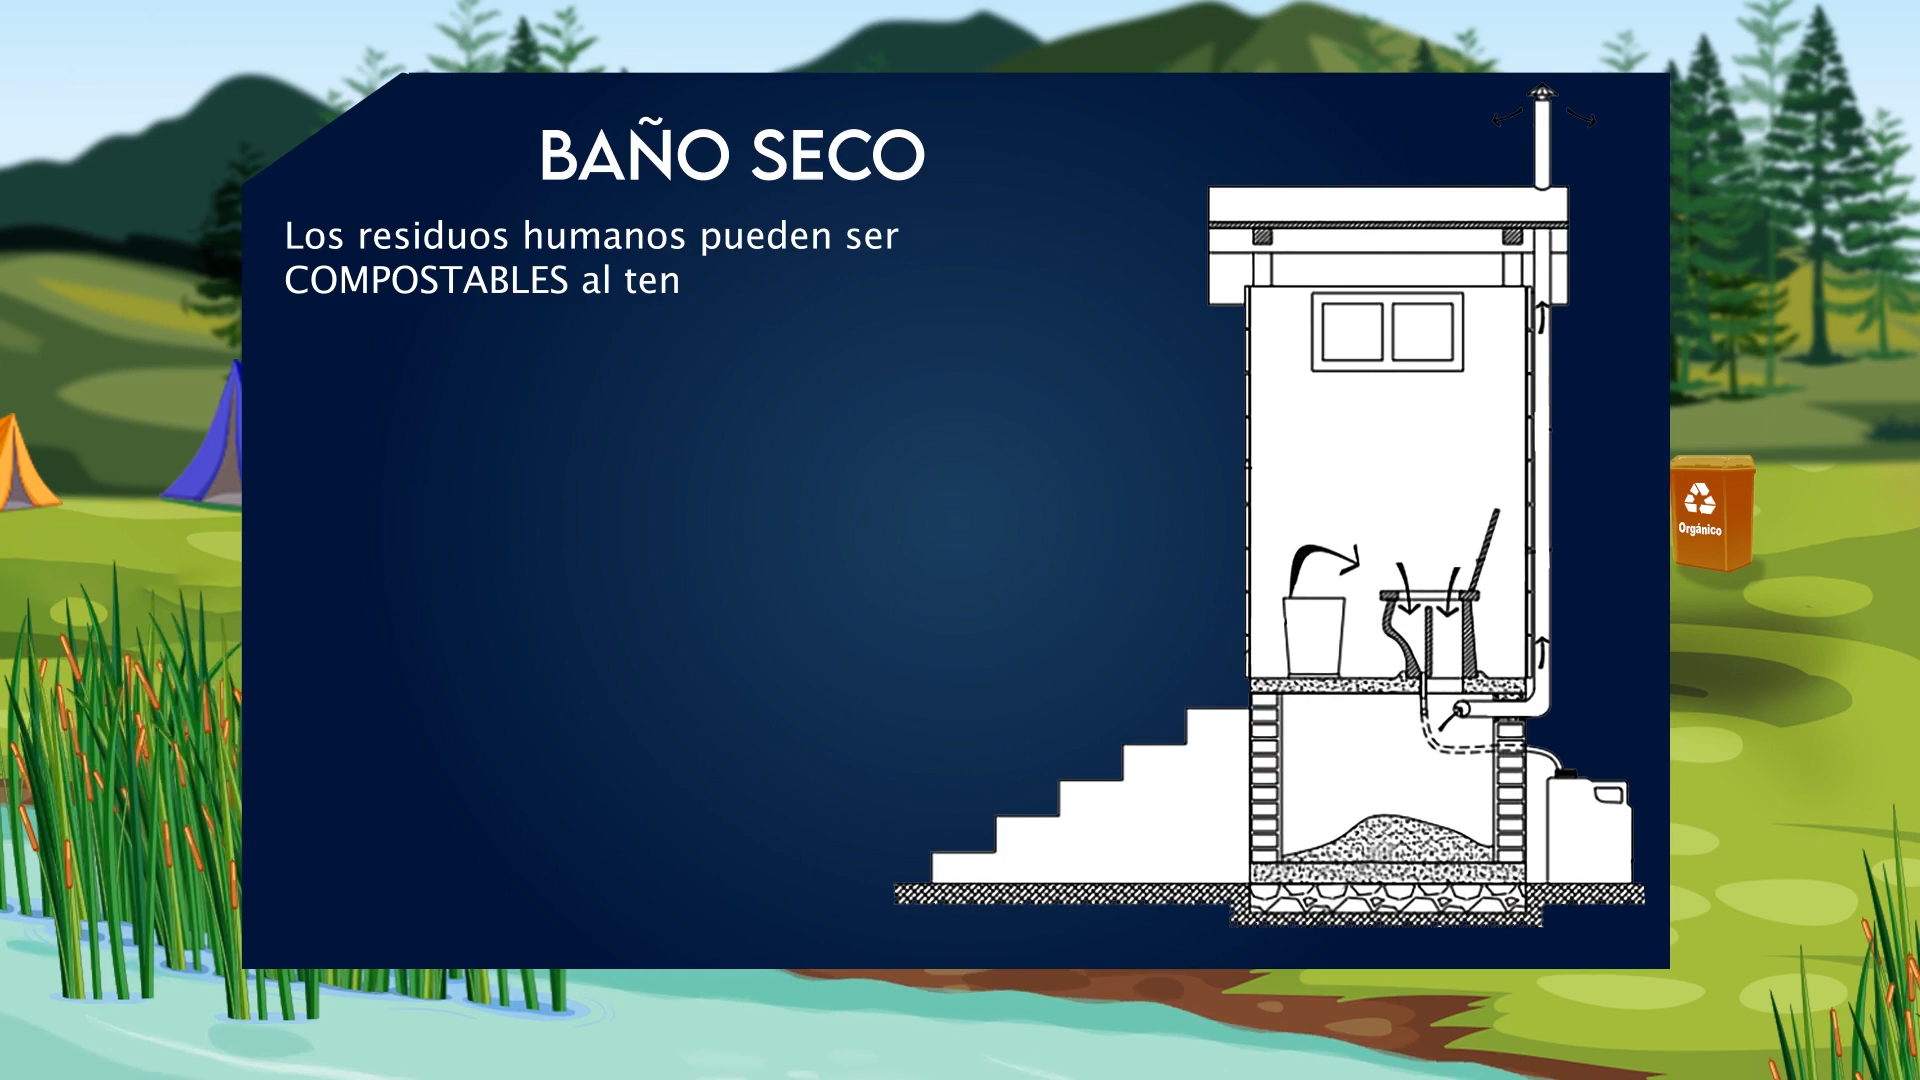 BAÑO SECO
Los residuos humanos pueden ser
COMPOSTABLES al ten
Orgánico